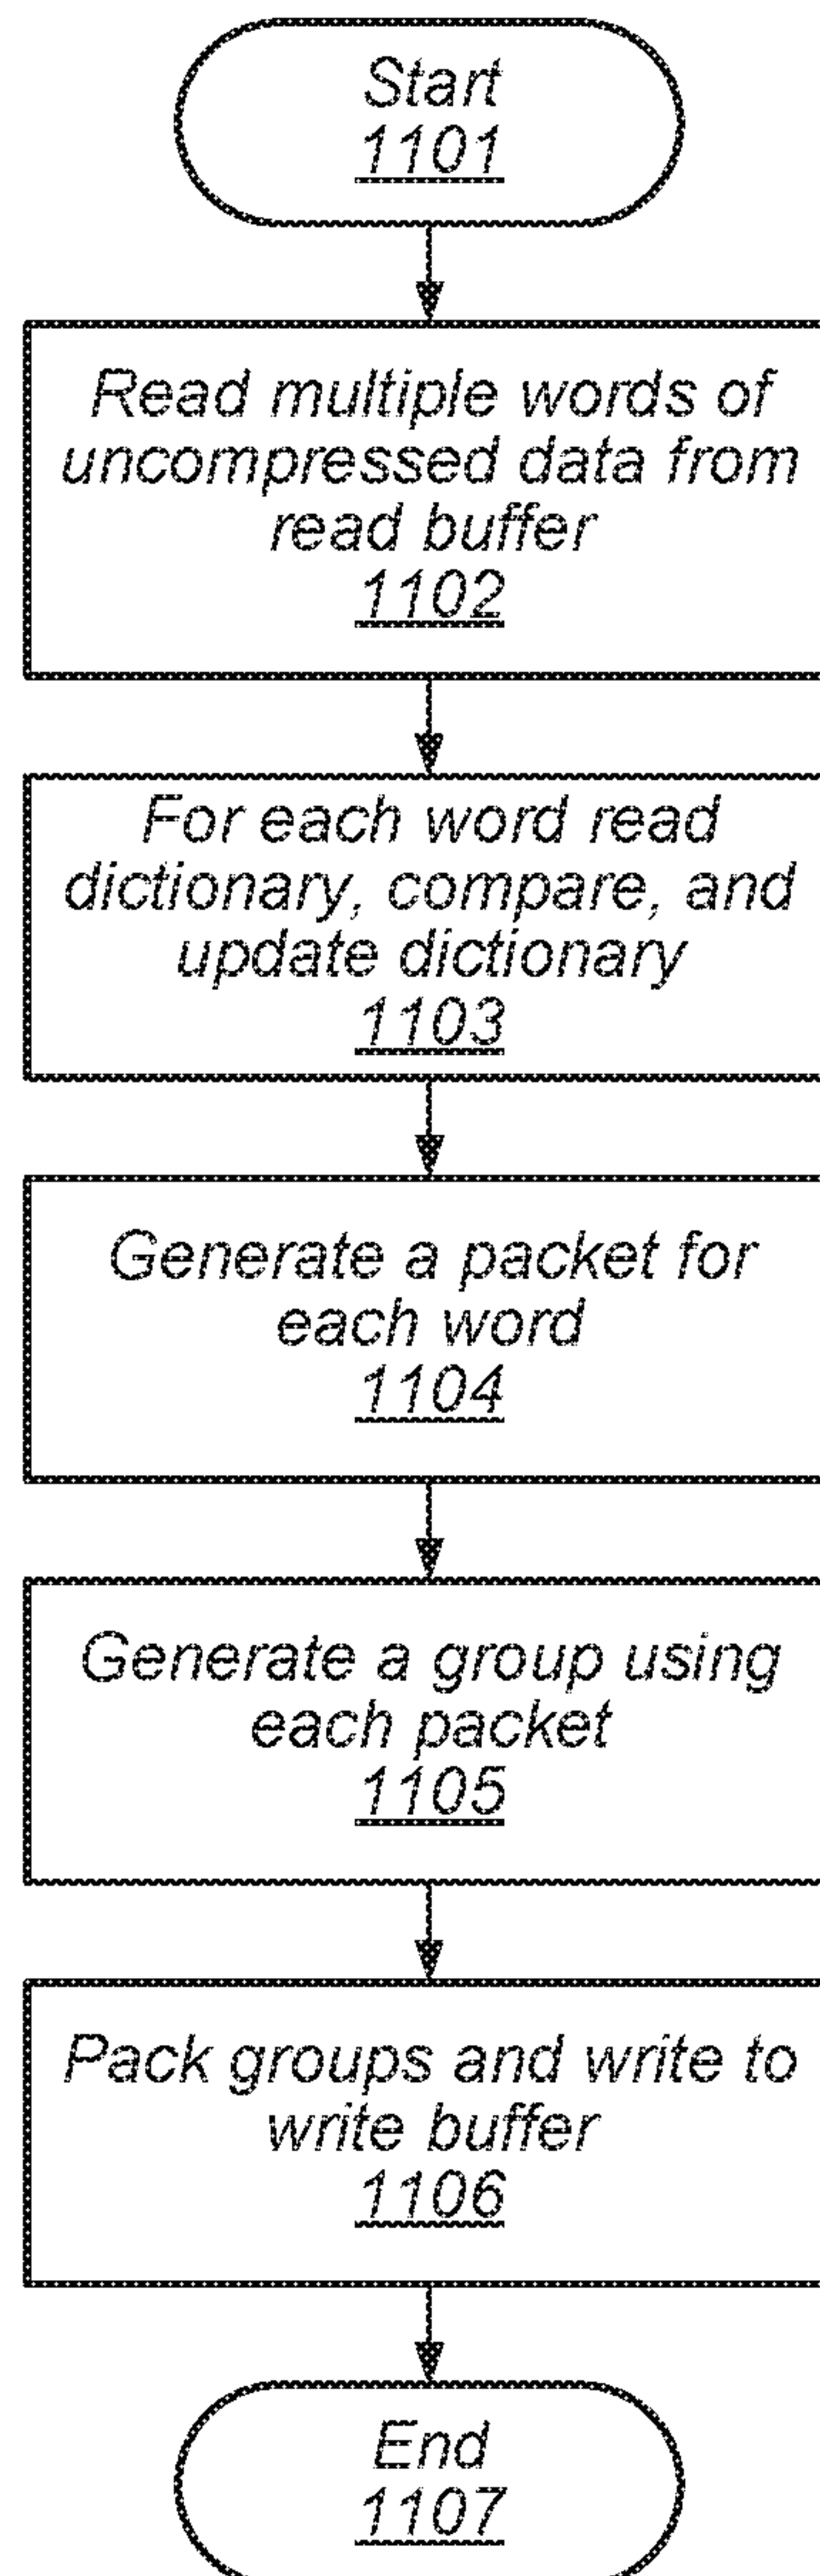 Start
1101
Read multiple words of
uncompressed data from
read buffer
1102
For each word read
dictionary, compare, and
update dictionary
1103
Generate a packet for
each word
1104
Generate a group using
each packet
1105
Pack groups and write to
write buffer
1106
End
1107